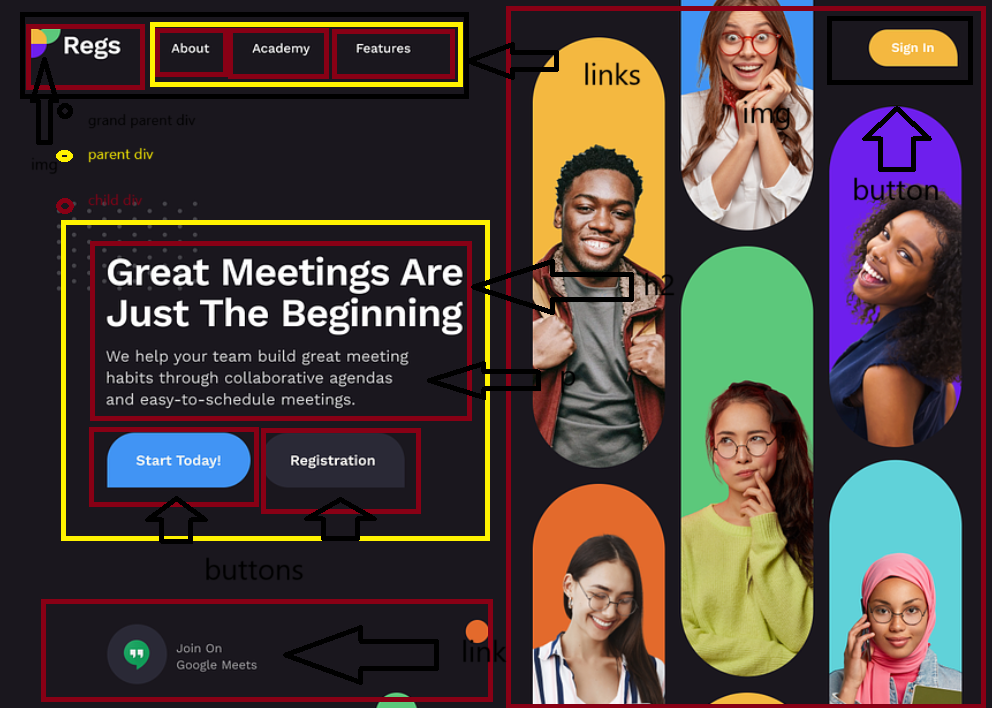 Regs
About
Academy
Features
links
Sign In
img
grand parent div
parent div
img
button
child div
Great Meetings Are
Just The Beginning
h2
We help your team build great meeting
habits through collaborative agendas
and easy-to-schedule meetings.
p
Start Today!
Registration
buttons
Join On
Google Meets
link